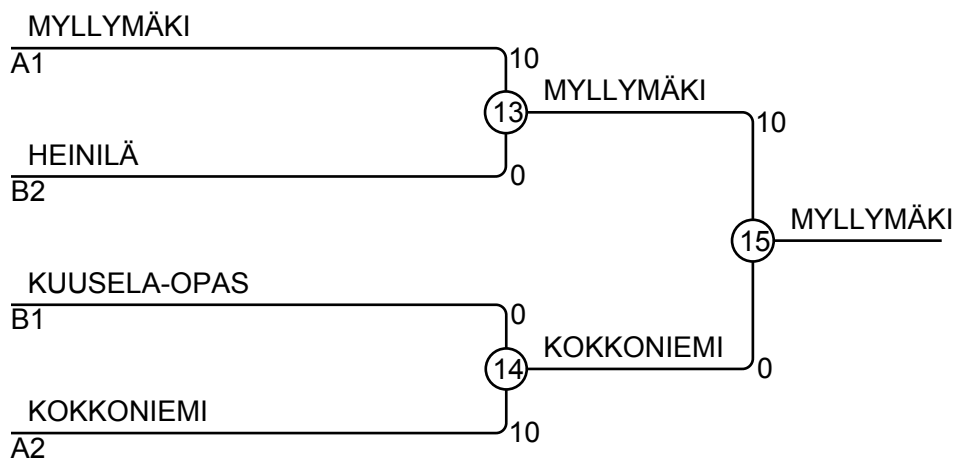 MYLLYMÄKI
A1
10
13
MYLLYMÄKI
10
HEINILÄ
B2
0
15
MYLLYMÄKI
KUUSELA-OPAS
B1
0
14
KOKKONIEMI
0
KOKKONIEMI
A2
10